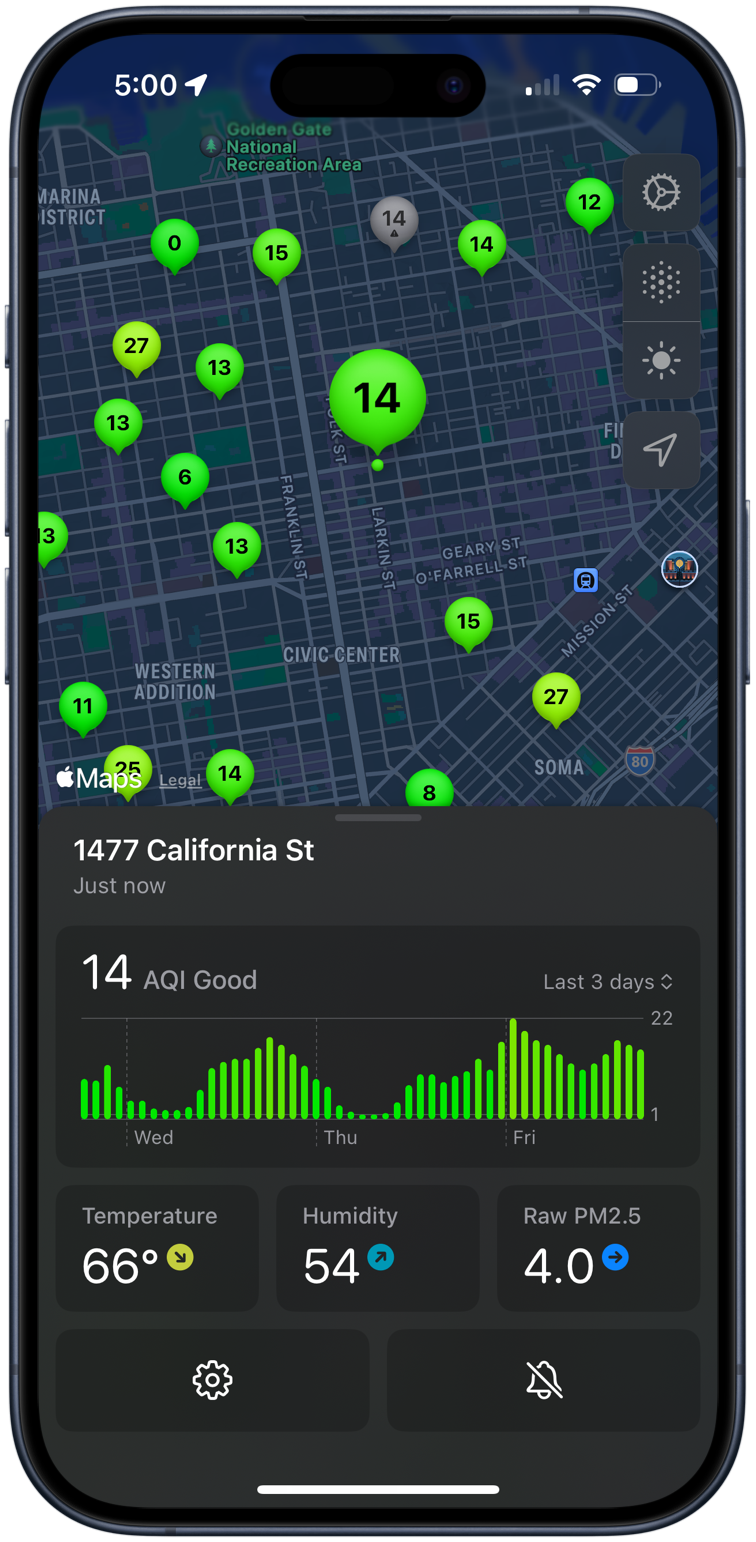 5:00
Golden Gate
National
Recreation Area
MARINA
DISTRICT
12
14
0
15
14
27
13
14
13
POLK ST
FI
D
6
FRANKLIN ST
LARKIN ST
13
13
GEARY ST
O'FARRELL ST
15
MISSION ST
CIVIC CENTER
WESTERN
ADDITION
11
27
25
14
SOMA
80
Maps
Legal
8
1477 California St
Just now
14 AQI Good
Last 3 days
22
1
Wed
Thu
Fri
Temperature
66°
Humidity
54
Raw PM2.5
4.0